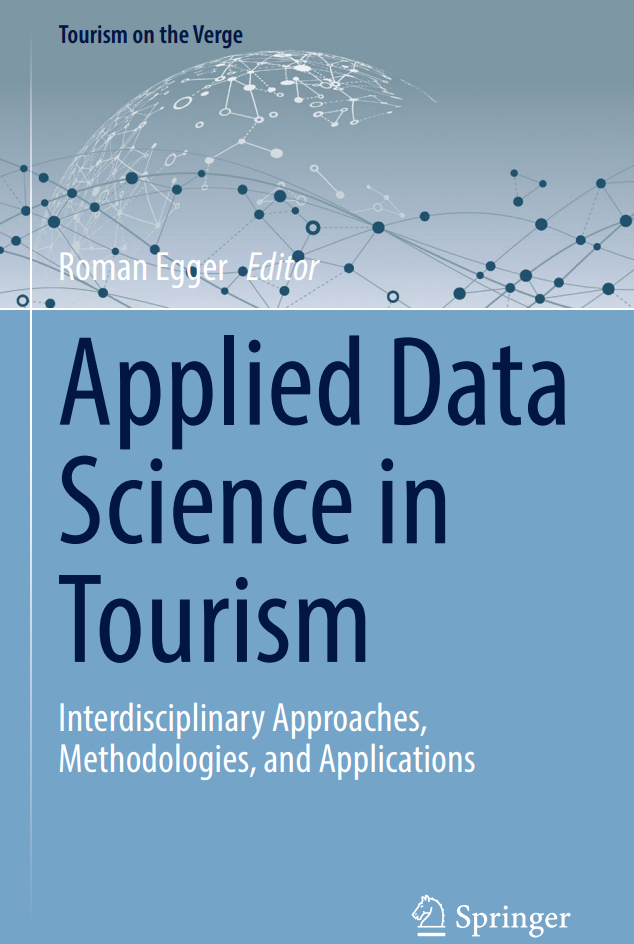 Tourism on the Verge
Roman Egger Editor
Applied Data
Science in
Tourism
Interdisciplinary Approaches,
Methodologies, and Applications
Springer